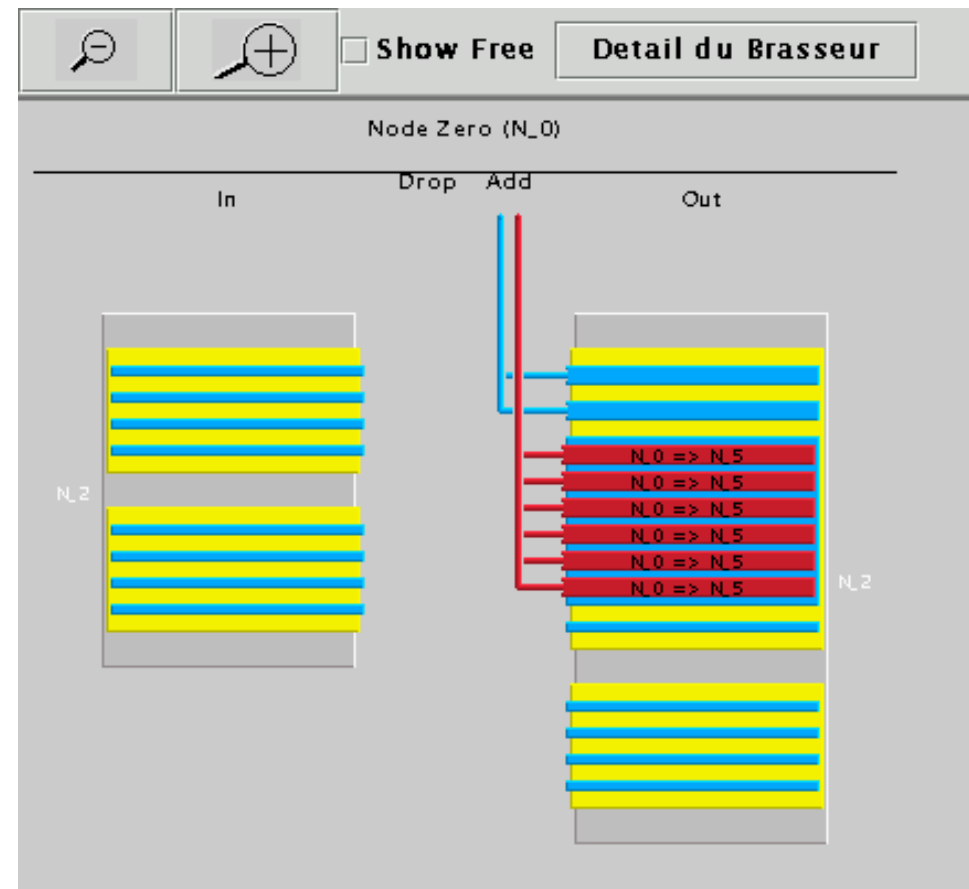 Show Free
Detail du Brasseur
Node Zero (N_0)
Drop Add
In
Out
N_0 => N_5
N_2
N_0 => N_5
N_0 => N_5
N_0 => N_5
N_0 => N_5
N_0 => N_5
N_2